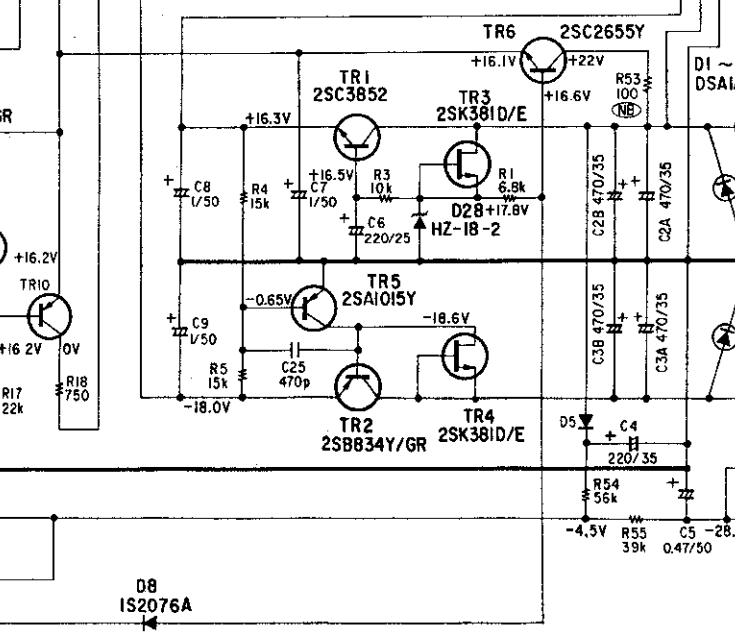 TR6 2SC2655Y
+16.1V +22V
D1 ~
DSA1
R53
100
NB
TR1
2SC3852
TR3
2SK381D/E
+16.6V
GR
+16.3V
+16.5V
R3
10k
R1
6.8k
C8
1/50
R4
15k
C7
1/50
C6
220/25
D28 +17.8V
HZ-18-2
C2B 470/35
C2A 470/35
+16.2V
TR10
TR5
2SA1015Y
-0.65V
-18.6V
C9
1/50
C3B 470/35
C3A 470/35
+16 2V 0V
R17
22k
R18
750
R5
15k
C25
470p
-18.0V
TR2
2SB834Y/GR
TR4
2SK381D/E
D5
C4
220/35
R54
56k
-4.5V
R55
39k
C5
0.47/50
-28.
D8
1S2076A